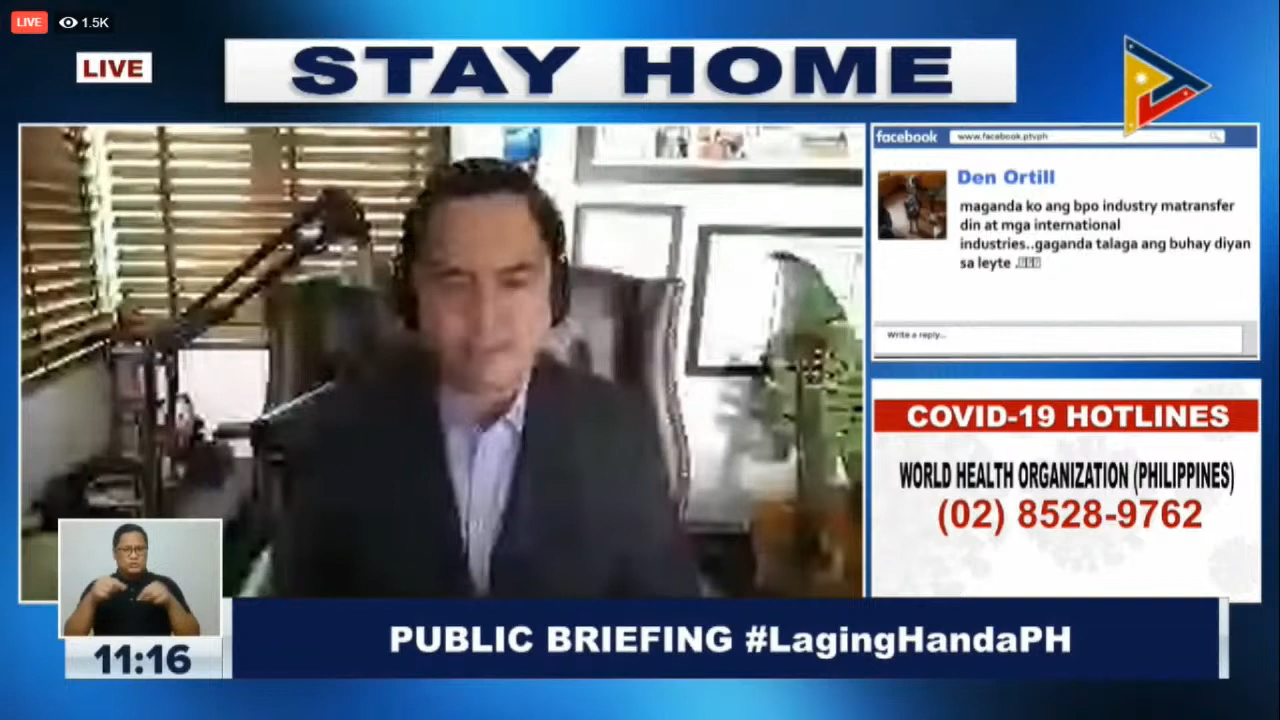 LIVE 1.5K
LIVE
STAY HOME
facebook www.facebook.ptvph
Den Ortill
maganda ko ang bpo industry matransfer
din at mga international
industries..gaganda talaga ang buhay diyan
sa leyte .
Write a reply...
COVID-19 HOTLINES
WORLD HEALTH ORGANIZATION (PHILIPPINES)
(02) 8528-9762
11:16
PUBLIC BRIEFING #LagingHandaPH